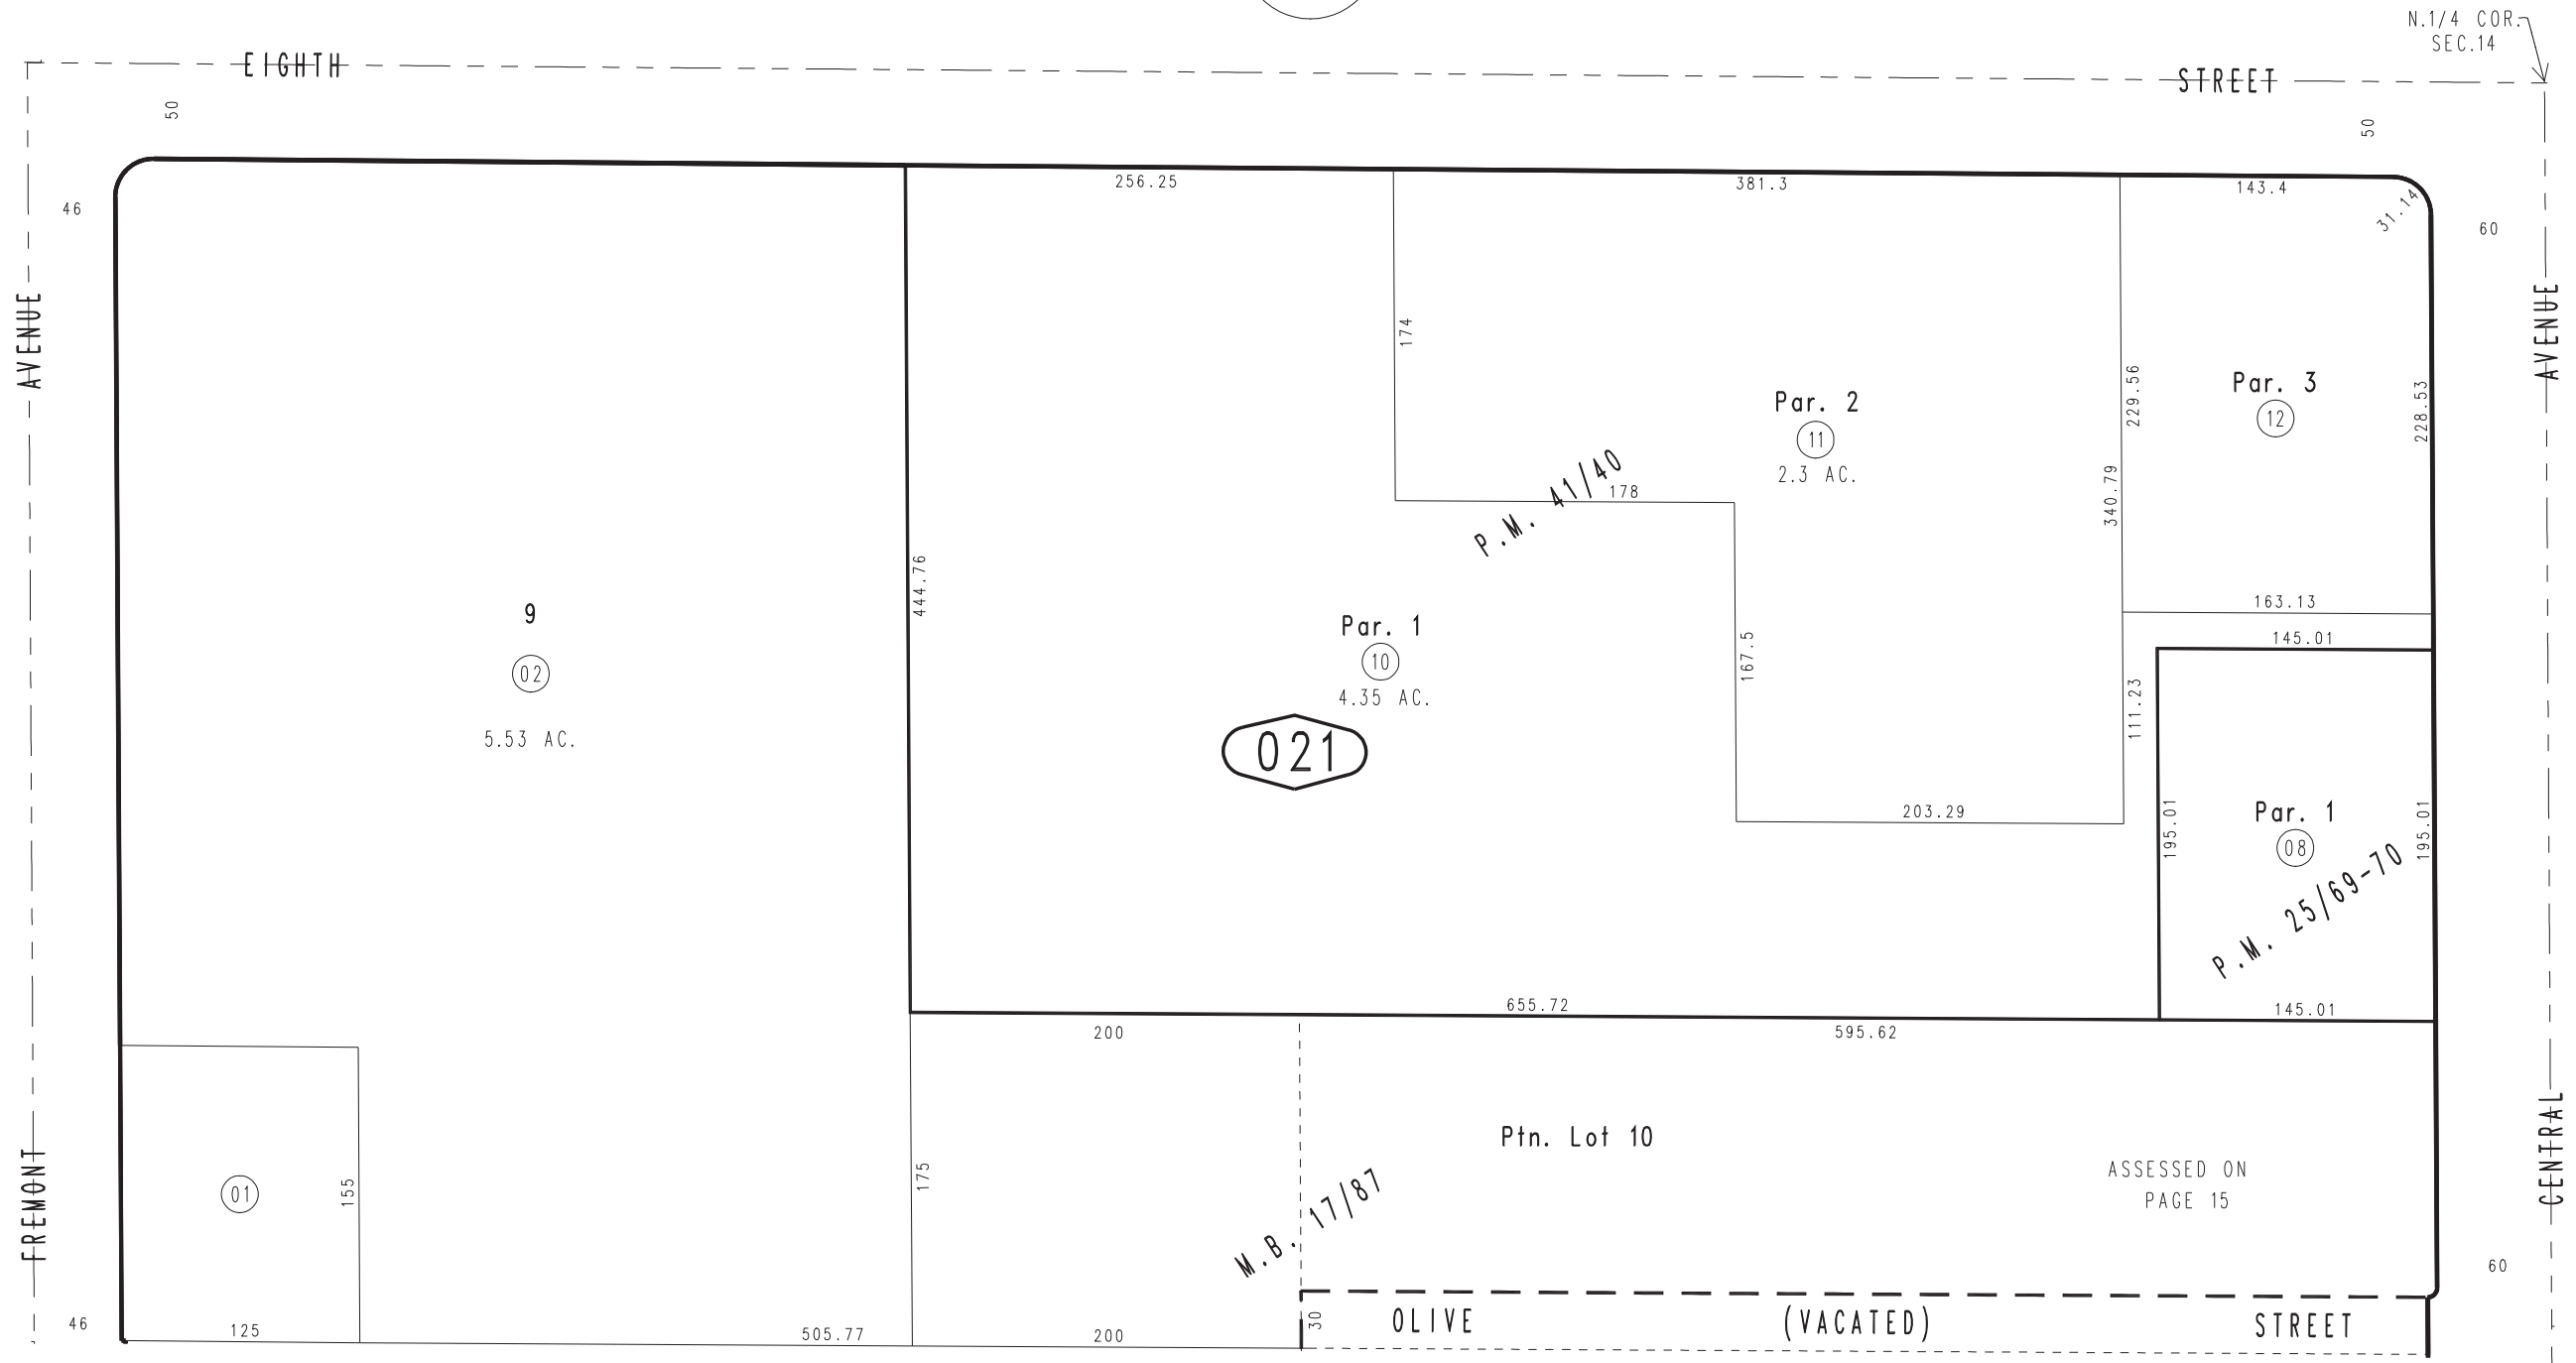 N.1/4 COR.
SEC.14
EIGHTH
STREET
50
50
46
256.25
381.3
143.4
31.14
60
AVENUE
AVENUE
174
229.56
Par. 3
12
228.53
Par. 2
11
2.3 AC.
P.M. 41/40
178
340.79
444.76
163.13
9
02
5.53 AC.
Par. 1
10
4.35 AC.
167.5
145.01
111.23
021
203.29
195.01
Par. 1
08
195.01
P.M. 25/69-70
655.72
145.01
200
595.62
Ptn. Lot 10
ASSESSED ON
PAGE 15
FREMONT
CENTRAL
01
155
175
M.B. 17/87
60
46
125
505.77
200
30
OLIVE
(VACATED)
STREET